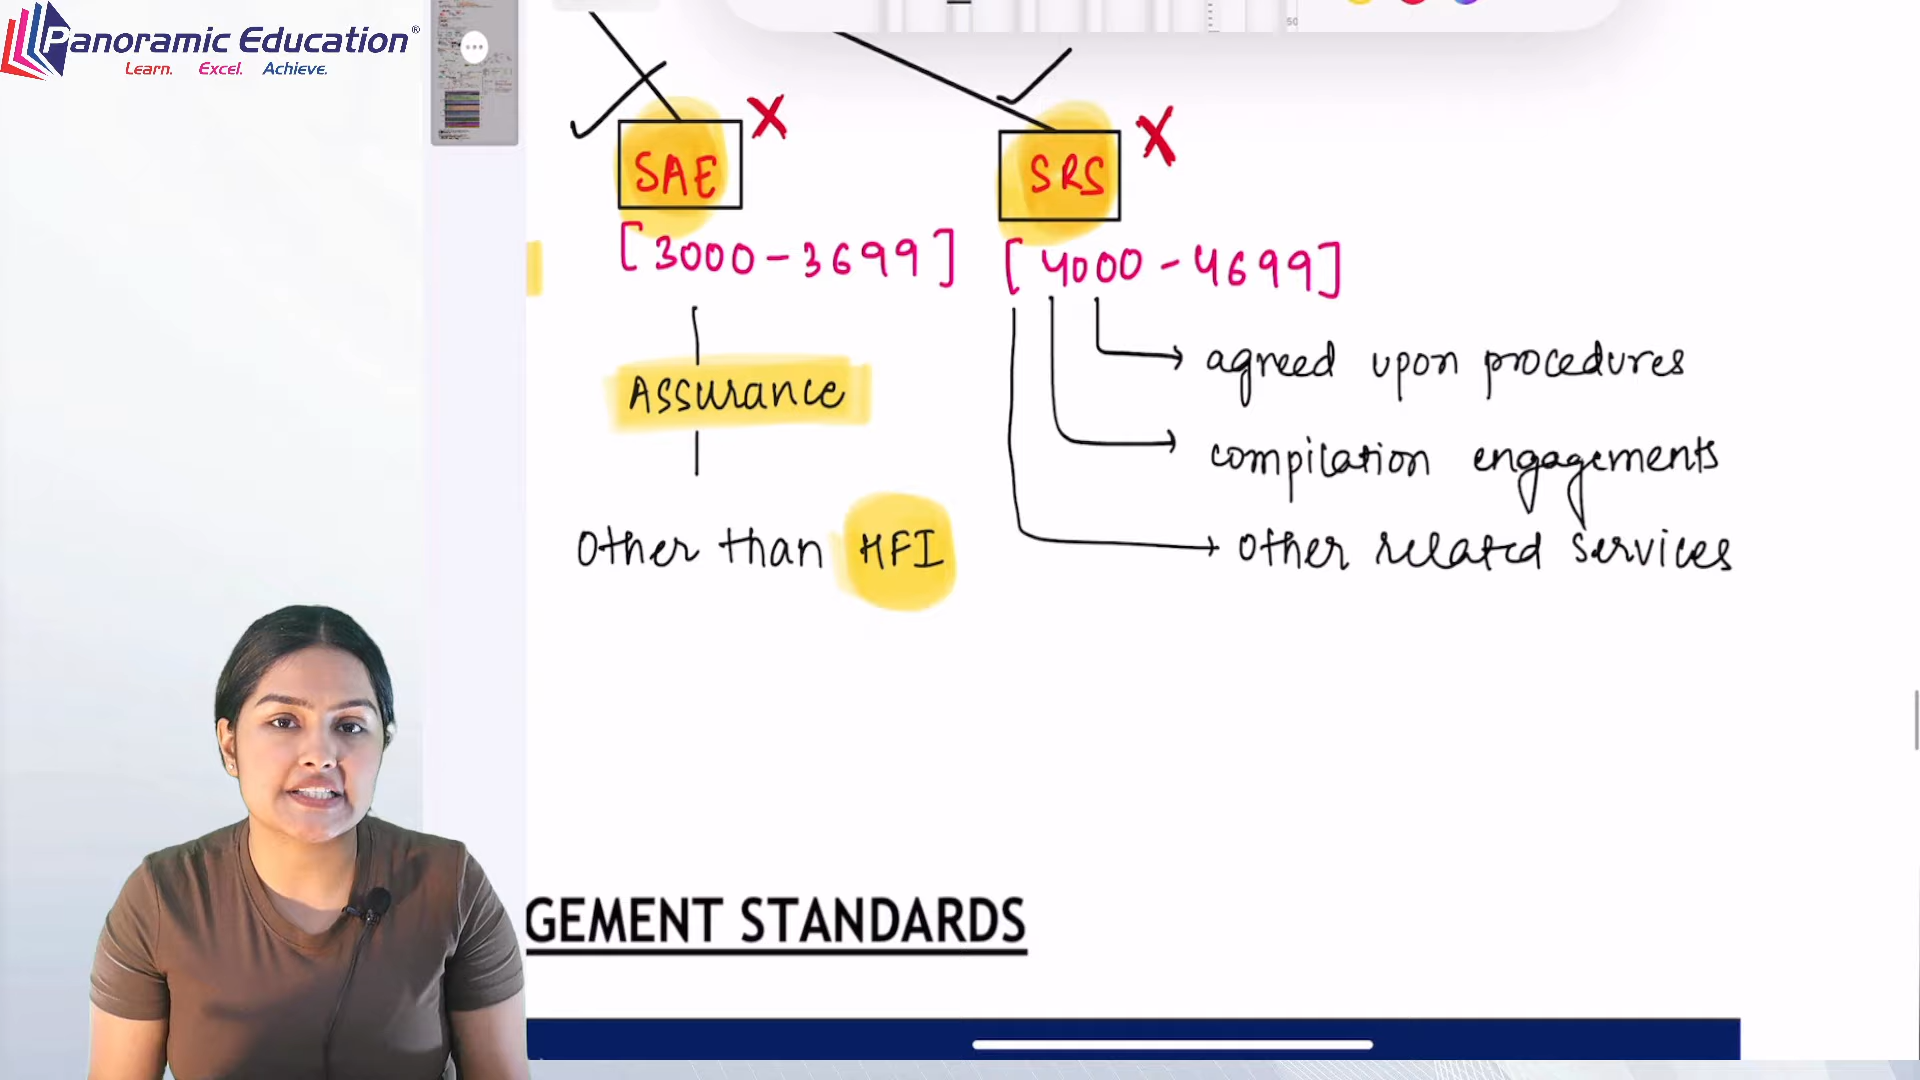 Panoramic Education®
Learn. Excel. Achieve.
50
SAE X
SRS X
[3000-3699]
[4000-4699]
Assurance
Other than HFI
agreed upon procedures
compilation engagements
other related services
GEMENT STANDARDS